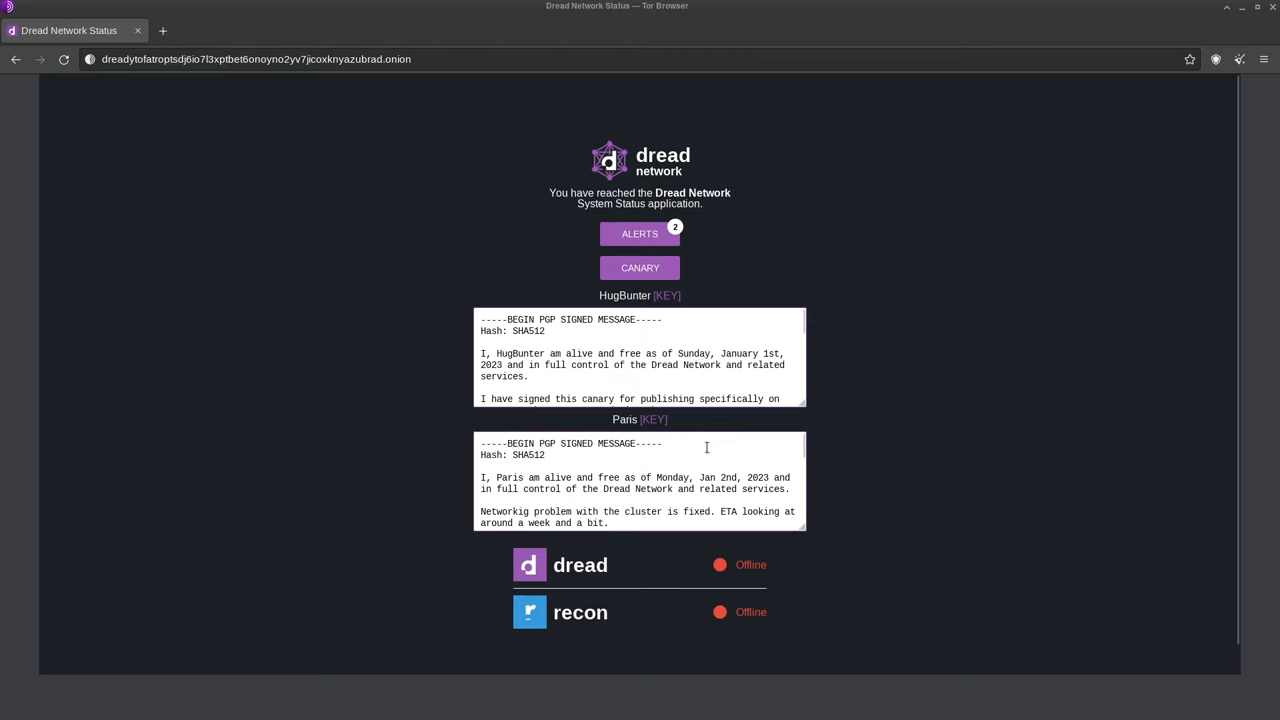 Dread Network Status — Tor Browser
Dread Network Status
dreadytofatroptsdj6io7l3xptbet6onoyno2yv7jicoxknyazubrad.onion
dread
network
You have reached the Dread Network
System Status application.
ALERTS 2
CANARY
HugBunter [KEY]
-----BEGIN PGP SIGNED MESSAGE-----
Hash: SHA512
I, HugBunter am alive and free as of Sunday, January 1st,
2023 and in full control of the Dread Network and related
services.
I have signed this canary for publishing specifically on
Paris [KEY]
-----BEGIN PGP SIGNED MESSAGE-----
Hash: SHA512
I, Paris am alive and free as of Monday, Jan 2nd, 2023 and
in full control of the Dread Network and related services.
Networkig problem with the cluster is fixed. ETA looking at
around a week and a bit.
d dread Offline
r recon Offline